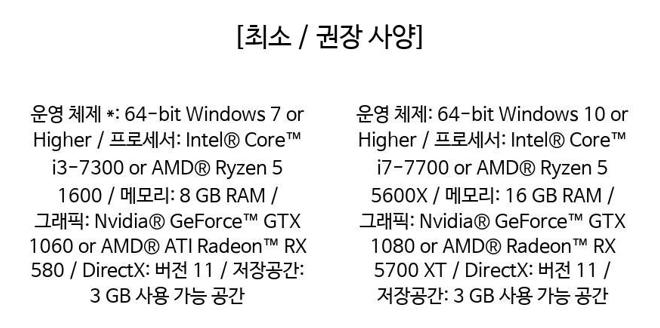 [최소 / 권장 사양]
운영 체제 *: 64-bit Windows 7 or
Higher / 프로세서: Intel® Core™
i3-7300 or AMD® Ryzen 5
1600 / 메모리: 8 GB RAM /
그래픽: Nvidia® GeForce™ GTX
1060 or AMD® ATI Radeon™ RX
580 / DirectX: 버전 11 / 저장공간:
3 GB 사용 가능 공간
운영 체제: 64-bit Windows 10 or
Higher / 프로세서: Intel® Core™
i7-7700 or AMD® Ryzen 5
5600X / 메모리: 16 GB RAM /
그래픽: Nvidia® GeForce™ GTX
1080 or AMD® Radeon™ RX
5700 XT / DirectX: 버전 11 /
저장공간: 3 GB 사용 가능 공간